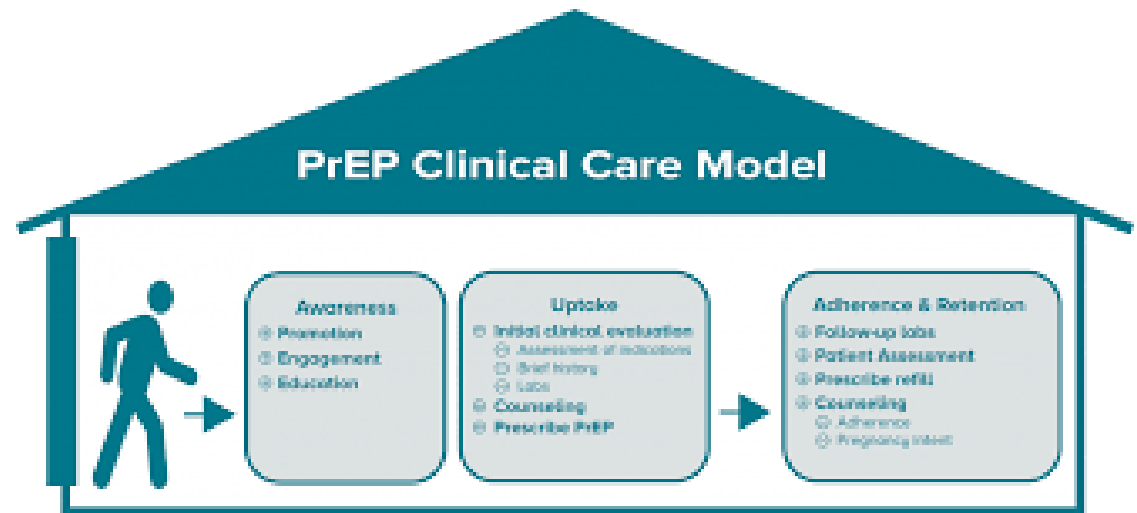 PrEP Clinical Care Model
Awareness
Promotion
Engagement
Education
Uptake
Initial clinical evaluation
Assessment of indications
Brief history
Labs
Counseling
Prescribe PrEP
Adherence & Retention
Follow-up labs
Patient Assessment
Prescribe refill
Counseling
Adherence
Pregnancy intent